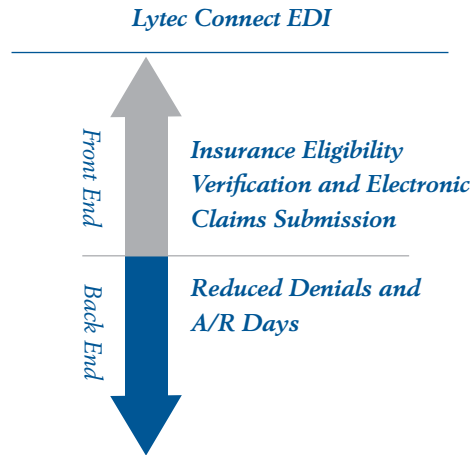 Lytec Connect EDI
Front End
Insurance Eligibility
Verification and Electronic
Claims Submission
Back End
Reduced Denials and
A/R Days